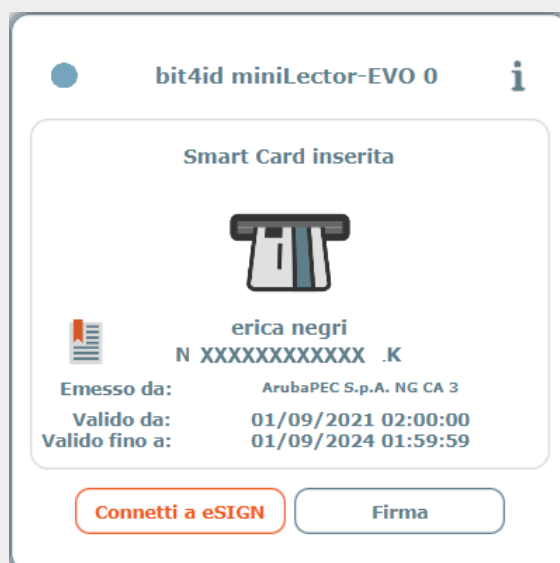 bit4id miniLector-EVO 0 i
Smart Card inserita
erica negri
N XXXXXXXXXXXX .K
Emesso da: ArubaPEC S.p.A. NG CA 3
Valido da: 01/09/2021 02:00:00
Valido fino a: 01/09/2024 01:59:59
Connetti a eSIGN Firma